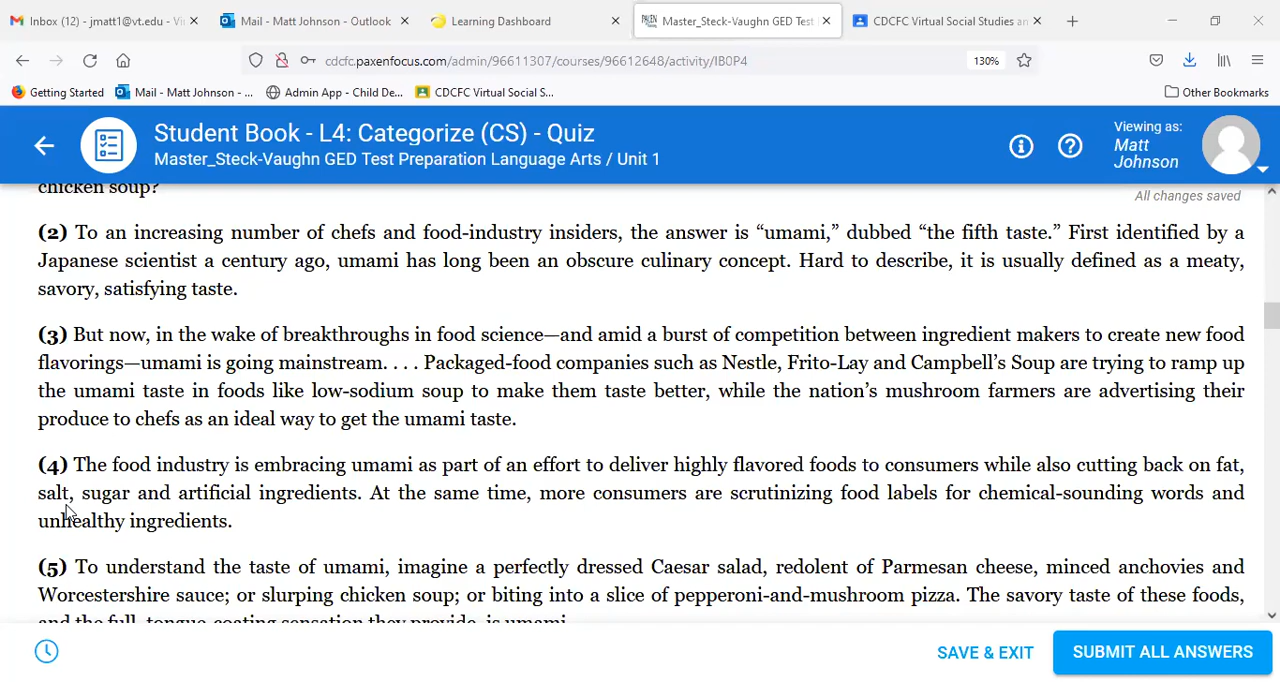 Inbox (12) - jmatt1@vt.edu - Vi
Mail - Matt Johnson - Outlook
Learning Dashboard
Master_Steck-Vaughn GED Test
CDCFC Virtual Social Studies an
cdcfc.paxenfocus.com/admin/96611307/courses/96612648/activity/IB0P4
130%
Getting Started
Mail - Matt Johnson - ...
Admin App - Child De...
CDCFC Virtual Social S...
Other Bookmarks
Student Book - L4: Categorize (CS) - Quiz
Master_Steck-Vaughn GED Test Preparation Language Arts / Unit 1
Viewing as:
Matt
Johnson
chicken soup?
All changes saved
(2) To an increasing number of chefs and food-industry insiders, the answer is “umami,” dubbed “the fifth taste.” First identified by a
Japanese scientist a century ago, umami has long been an obscure culinary concept. Hard to describe, it is usually defined as a meaty,
savory, satisfying taste.
(3) But now, in the wake of breakthroughs in food science—and amid a burst of competition between ingredient makers to create new food
flavorings—umami is going mainstream. . . . Packaged-food companies such as Nestle, Frito-Lay and Campbell’s Soup are trying to ramp up
the umami taste in foods like low-sodium soup to make them taste better, while the nation’s mushroom farmers are advertising their
produce to chefs as an ideal way to get the umami taste.
(4) The food industry is embracing umami as part of an effort to deliver highly flavored foods to consumers while also cutting back on fat,
salt, sugar and artificial ingredients. At the same time, more consumers are scrutinizing food labels for chemical-sounding words and
unhealthy ingredients.
(5) To understand the taste of umami, imagine a perfectly dressed Caesar salad, redolent of Parmesan cheese, minced anchovies and
Worcestershire sauce; or slurping chicken soup; or biting into a slice of pepperoni-and-mushroom pizza. The savory taste of these foods,
and the full, tongue-coating sensation they provide, is umami.
SAVE & EXIT
SUBMIT ALL ANSWERS